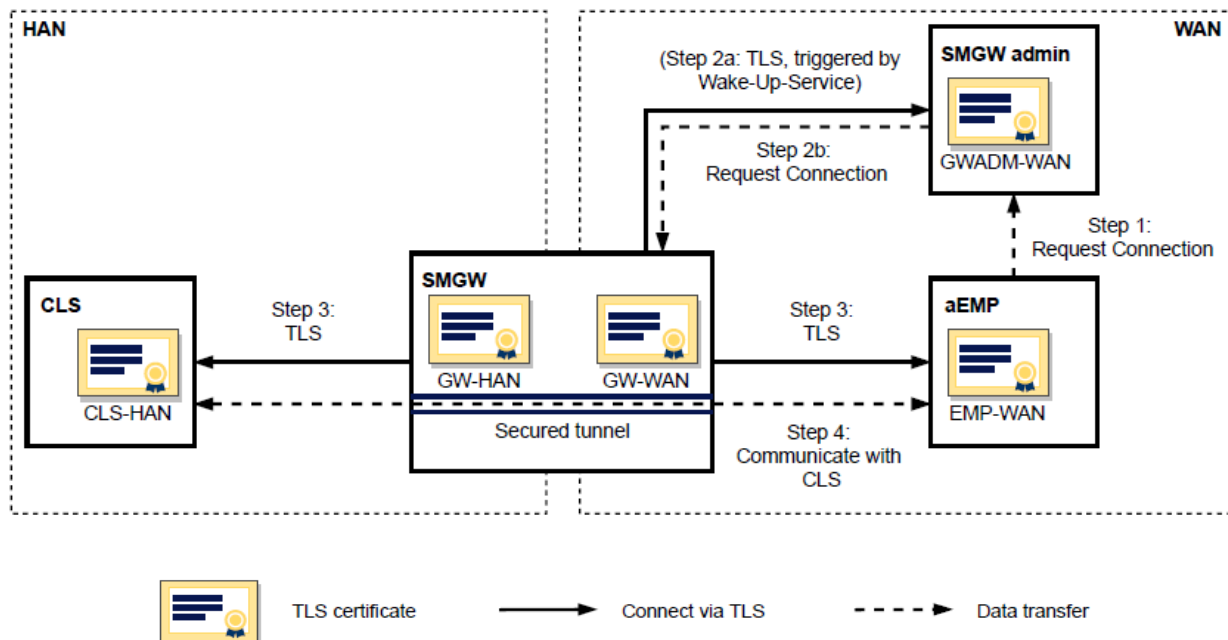 HAN
WAN
(Step 2a: TLS, triggered by
Wake-Up-Service)
SMGW admin
GWADM-WAN
Step 2b:
Request Connection
Step 1:
Request Connection
CLS
CLS-HAN
Step 3:
TLS
SMGW
GW-HAN
GW-WAN
Step 3:
TLS
aEMP
EMP-WAN
Secured tunnel
Step 4:
Communicate with
CLS
TLS certificate
Connect via TLS
Data transfer